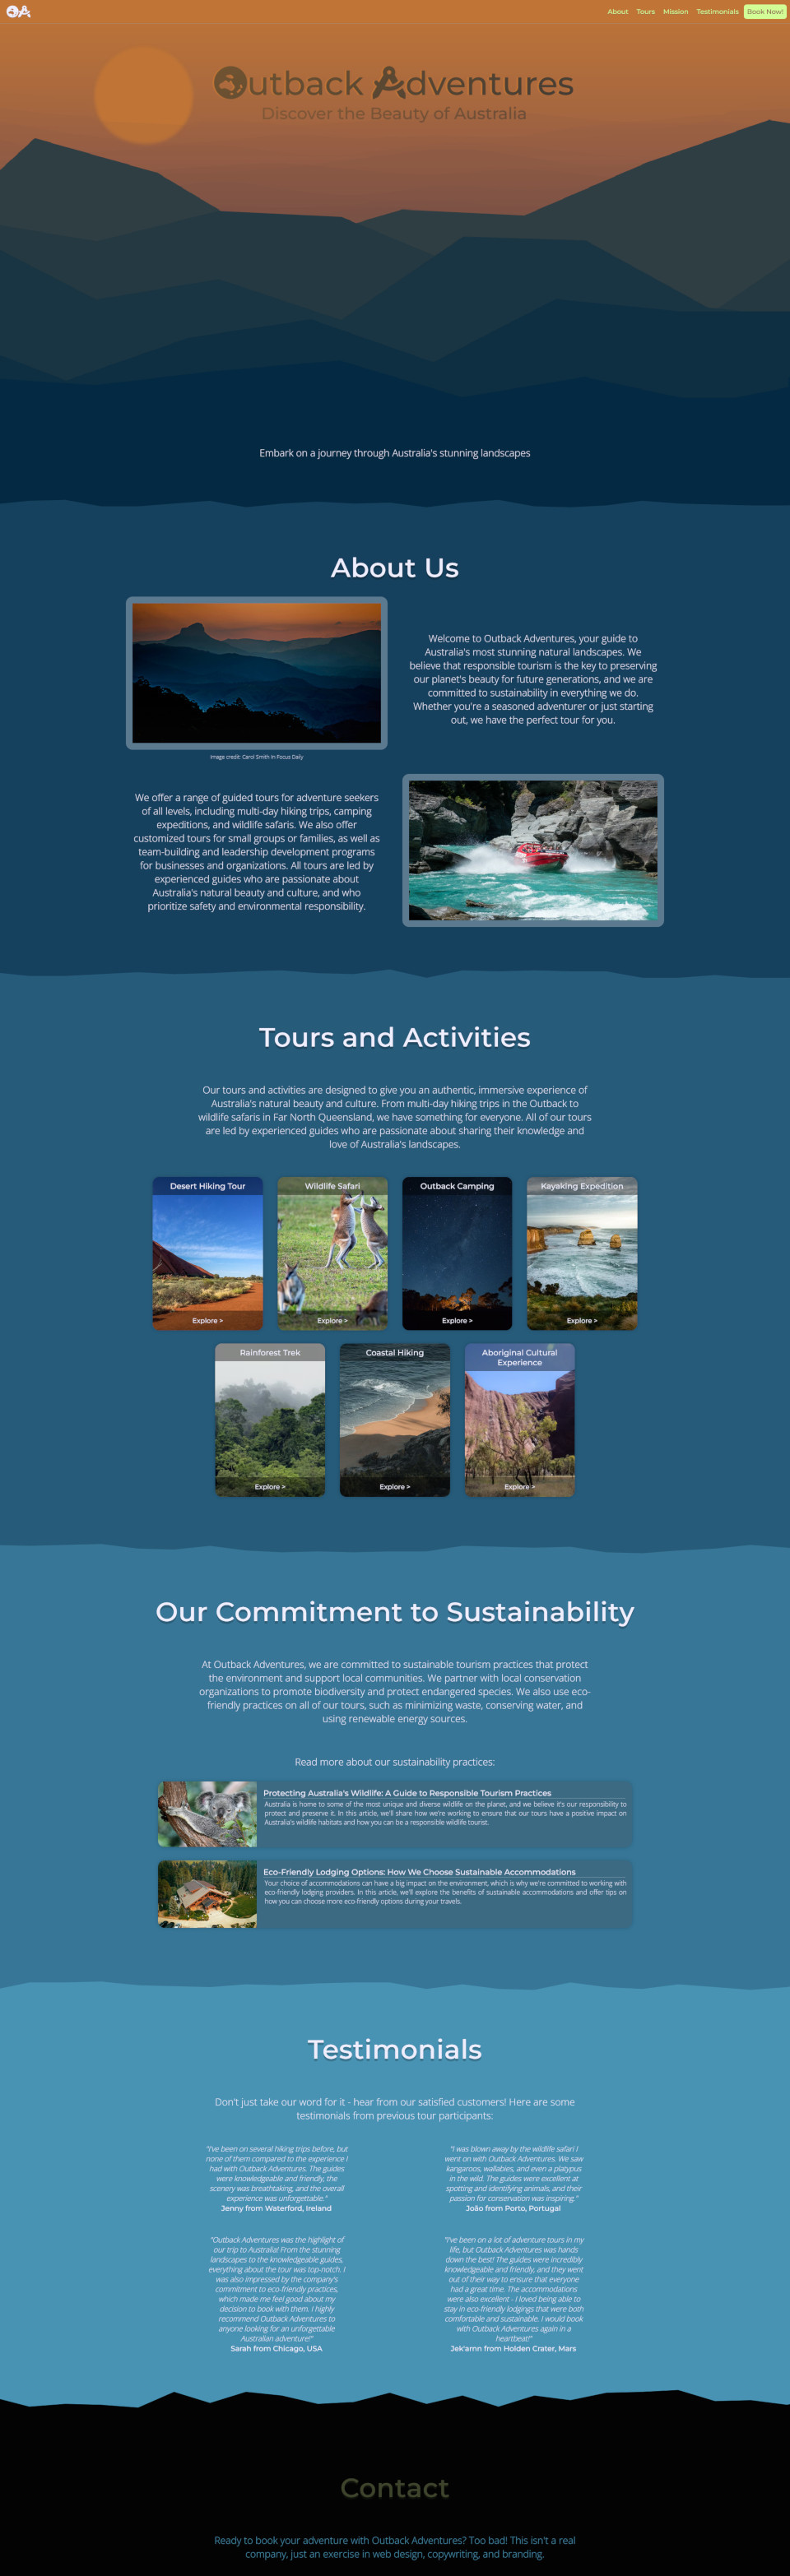 OA
About Tours Mission Testimonials Book Now!
Outback Adventures
Discover the Beauty of Australia
Embark on a journey through Australia's stunning landscapes
About Us
Welcome to Outback Adventures, your guide to
Australia's most stunning natural landscapes. We
believe that responsible tourism is the key to preserving
our planet's beauty for future generations, and we are
committed to sustainability in everything we do.
Whether you're a seasoned adventurer or just starting
out, we have the perfect tour for you.
Image credit: Carol Smith in Focus Daily
We offer a range of guided tours for adventure seekers
of all levels, including multi-day hiking trips, camping
expeditions, and wildlife safaris. We also offer
customized tours for small groups or families, as well as
team-building and leadership development programs
for businesses and organizations. All tours are led by
experienced guides who are passionate about
Australia's natural beauty and culture, and who
prioritize safety and environmental responsibility.
Tours and Activities
Our tours and activities are designed to give you an authentic, immersive experience of
Australia's natural beauty and culture. From multi-day hiking trips in the Outback to
wildlife safaris in Far North Queensland, we have something for everyone. All of our tours
are led by experienced guides who are passionate about sharing their knowledge and
love of Australia's landscapes.
Desert Hiking Tour
Explore >
Wildlife Safari
Explore >
Outback Camping
Explore >
Kayaking Expedition
Explore >
Rainforest Trek
Explore >
Coastal Hiking
Explore >
Aboriginal Cultural
Experience
Explore >
Our Commitment to Sustainability
At Outback Adventures, we are committed to sustainable tourism practices that protect
the environment and support local communities. We partner with local conservation
organizations to promote biodiversity and protect endangered species. We also use eco-
friendly practices on all of our tours, such as minimizing waste, conserving water, and
using renewable energy sources.
Read more about our sustainability practices:
Protecting Australia's Wildlife: A Guide to Responsible Tourism Practices
Australia is home to some of the most unique and diverse wildlife on the planet, and we believe it's our responsibility to
protect and preserve it. In this article, we'll share how we're working to ensure that our tours have a positive impact on
Australia's wildlife habitats and how you can be a responsible wildlife tourist.
Eco-Friendly Lodging Options: How We Choose Sustainable Accommodations
Your choice of accommodations can have a big impact on the environment, which is why we're committed to working with
eco-friendly lodging providers. In this article, we'll explore the benefits of sustainable accommodations and offer tips on
how you can choose more eco-friendly options during your travels.
Testimonials
Don't just take our word for it - hear from our satisfied customers! Here are some
testimonials from previous tour participants:
"I've been on several hiking trips before, but
none of them compared to the experience I
had with Outback Adventures. The guides
were knowledgeable and friendly, the
scenery was breathtaking, and the overall
experience was unforgettable."
Jenny from Waterford, Ireland
"I was blown away by the wildlife safari I
went on with Outback Adventures. We saw
kangaroos, wallabies, and even a platypus
in the wild. The guides were excellent at
spotting and identifying animals, and their
passion for conservation was inspiring."
João from Porto, Portugal
"Outback Adventures was the highlight of
our trip to Australia! From the stunning
landscapes to the knowledgeable guides,
everything about the tour was top-notch. I
was also impressed by the company's
commitment to eco-friendly practices,
which made me feel good about my
decision to book with them. I highly
recommend Outback Adventures to
anyone looking for an unforgettable
Australian adventure!"
Sarah from Chicago, USA
"I've been on a lot of adventure tours in my
life, but Outback Adventures was hands
down the best! The guides were incredibly
knowledgeable and friendly, and they went
out of their way to ensure that everyone
had a great time. The accommodations
were also excellent - I loved being able to
stay in eco-friendly lodgings that were both
comfortable and sustainable. I would book
with Outback Adventures again in a
heartbeat!"
Jek'arnn from Holden Crater, Mars
Contact
Ready to book your adventure with Outback Adventures? Too bad! This isn't a real
company, just an exercise in web design, copywriting, and branding.